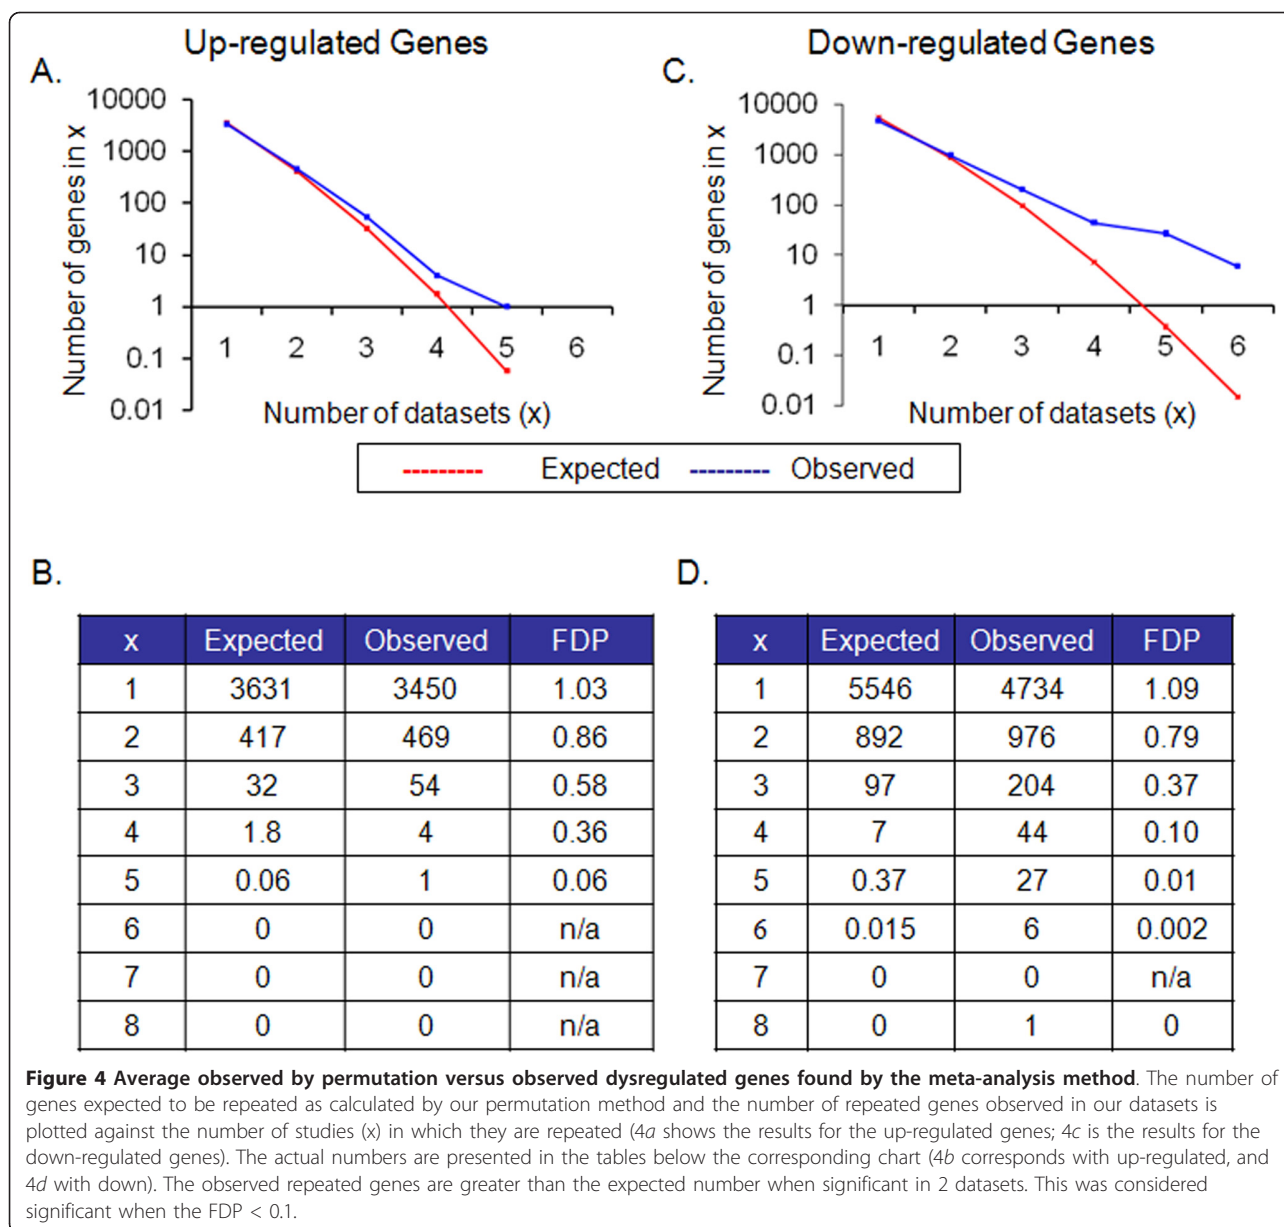 Up-regulated Genes
A.
Number of genes in x
10000
1000
100
10
1
0.1
0.01
1 2 3 4 5 6
Number of datasets (x)
Down-regulated Genes
C.
Number of genes in x
10000
1000
100
10
1
0.1
0.01
1 2 3 4 5 6
Number of datasets (x)
Expected Observed
B.
x Expected Observed FDP
1 3631 3450 1.03
2 417 469 0.86
3 32 54 0.58
4 1.8 4 0.36
5 0.06 1 0.06
6 0 0 n/a
7 0 0 n/a
8 0 0 n/a
D.
x Expected Observed FDP
1 5546 4734 1.09
2 892 976 0.79
3 97 204 0.37
4 7 44 0.10
5 0.37 27 0.01
6 0.015 6 0.002
7 0 0 n/a
8 0 1 0
Figure 4 Average observed by permutation versus observed dysregulated genes found by the meta-analysis method. The number of
genes expected to be repeated as calculated by our permutation method and the number of repeated genes observed in our datasets is
plotted against the number of studies (x) in which they are repeated (4a shows the results for the up-regulated genes; 4c is the results for the
down-regulated genes). The actual numbers are presented in the tables below the corresponding chart (4b corresponds with up-regulated, and
4d with down). The observed repeated genes are greater than the expected number when significant in 2 datasets. This was considered
significant when the FDP < 0.1.